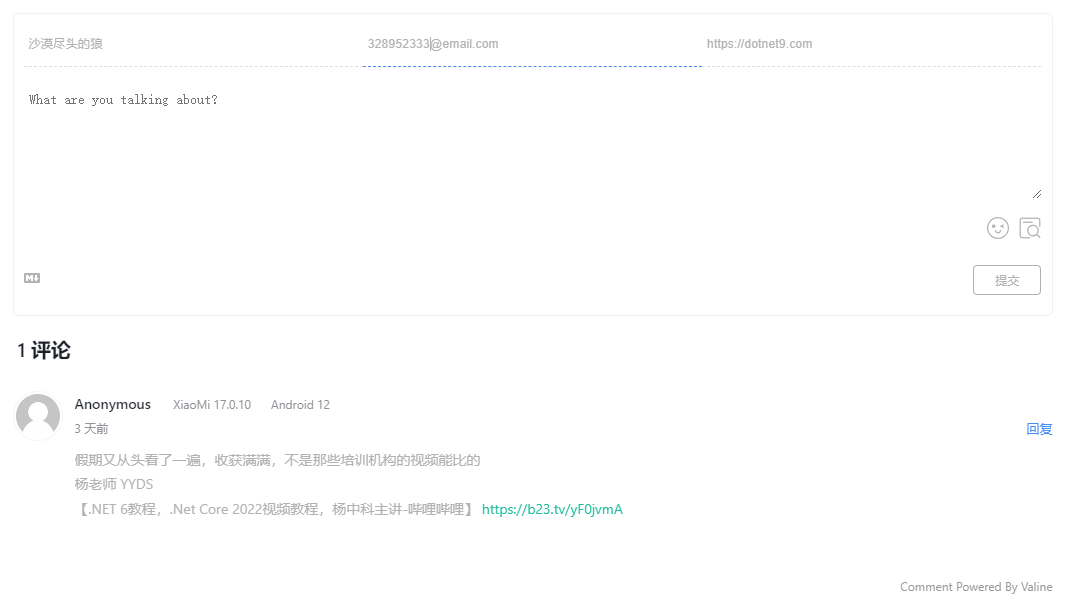 沙漠尽头的狼 328952333@email.com https://dotnet9.com
What are you talking about?
M↓
提交
1 评论
Anonymous XiaoMi 17.0.10 Android 12
3 天前 回复
假期又从头看了一遍，收获满满，不是那些培训机构的视频能比的
杨老师 YYDS
【.NET 6教程，.Net Core 2022视频教程，杨中科主讲-哔哩哔哩】 https://b23.tv/yF0jvmA
Comment Powered By Valine